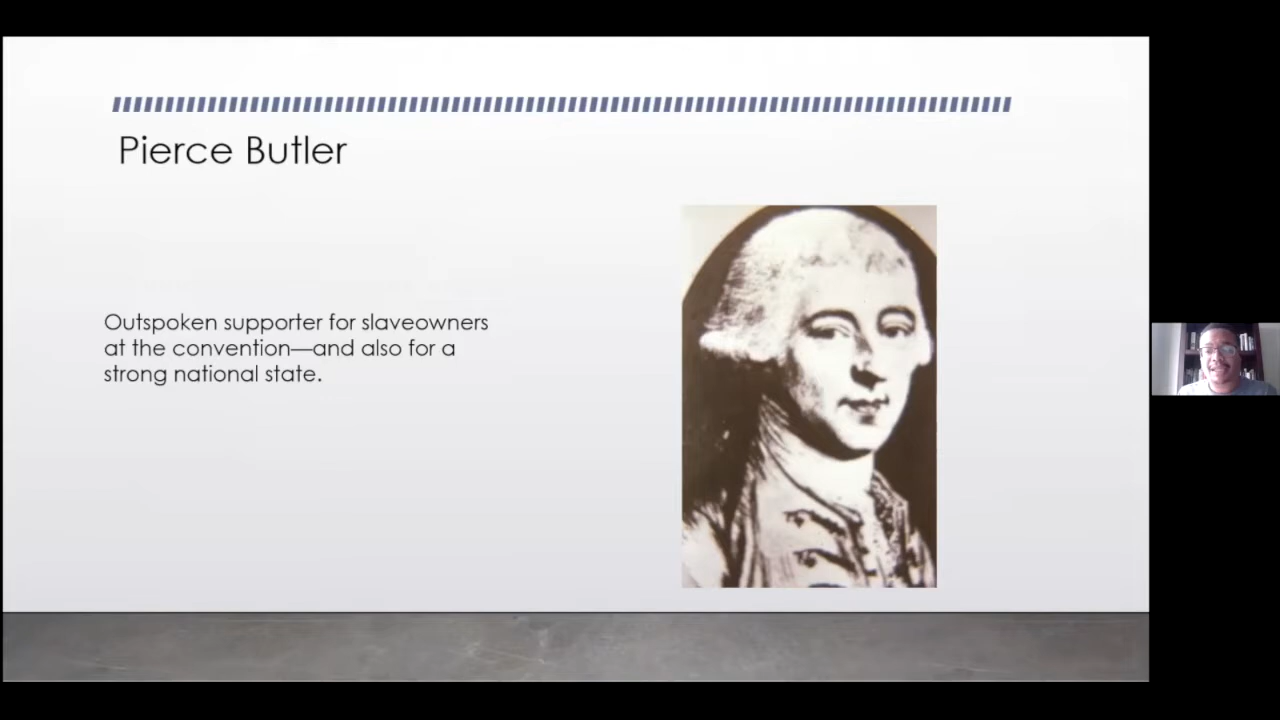 Pierce Butler
Outspoken supporter for slaveowners
at the convention—and also for a
strong national state.